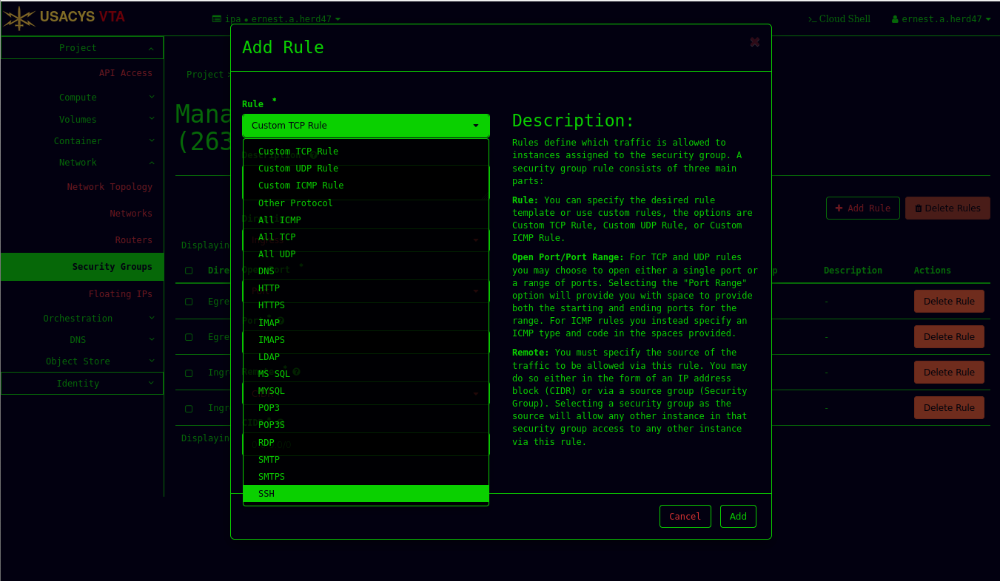 USACYS VTA
ipa • ernest.a.herd47
>_ Cloud Shell
ernest.a.herd47
Project
API Access
Compute
Volumes
Container
Network
Network Topology
Networks
Routers
Security Groups
Floating IPs
Orchestration
DNS
Object Store
Identity
Project
Mana
(263
Add Rule
Delete Rules
Displayin
Dire
Description
Actions
Egre
-
Delete Rule
Egre
-
Delete Rule
Ingr
-
Delete Rule
Ingr
-
Delete Rule
Displayin
Add Rule
Rule *
Custom TCP Rule
Custom TCP Rule
Custom UDP Rule
Custom ICMP Rule
Other Protocol
All ICMP
All TCP
All UDP
DNS
HTTP
HTTPS
IMAP
IMAPS
LDAP
MS SQL
MYSQL
POP3
POP3S
RDP
SMTP
SMTPS
SSH
Description:
Rules define which traffic is allowed to
instances assigned to the security group. A
security group rule consists of three main
parts:
Rule: You can specify the desired rule
template or use custom rules, the options are
Custom TCP Rule, Custom UDP Rule, or Custom
ICMP Rule.
Open Port/Port Range: For TCP and UDP rules
you may choose to open either a single port or
a range of ports. Selecting the "Port Range"
option will provide you with space to provide
both the starting and ending ports for the
range. For ICMP rules you instead specify an
ICMP type and code in the spaces provided.
Remote: You must specify the source of the
traffic to be allowed via this rule. You may
do so either in the form of an IP address
block (CIDR) or via a source group (Security
Group). Selecting a security group as the
source will allow any other instance in that
security group access to any other instance
via this rule.
Cancel
Add